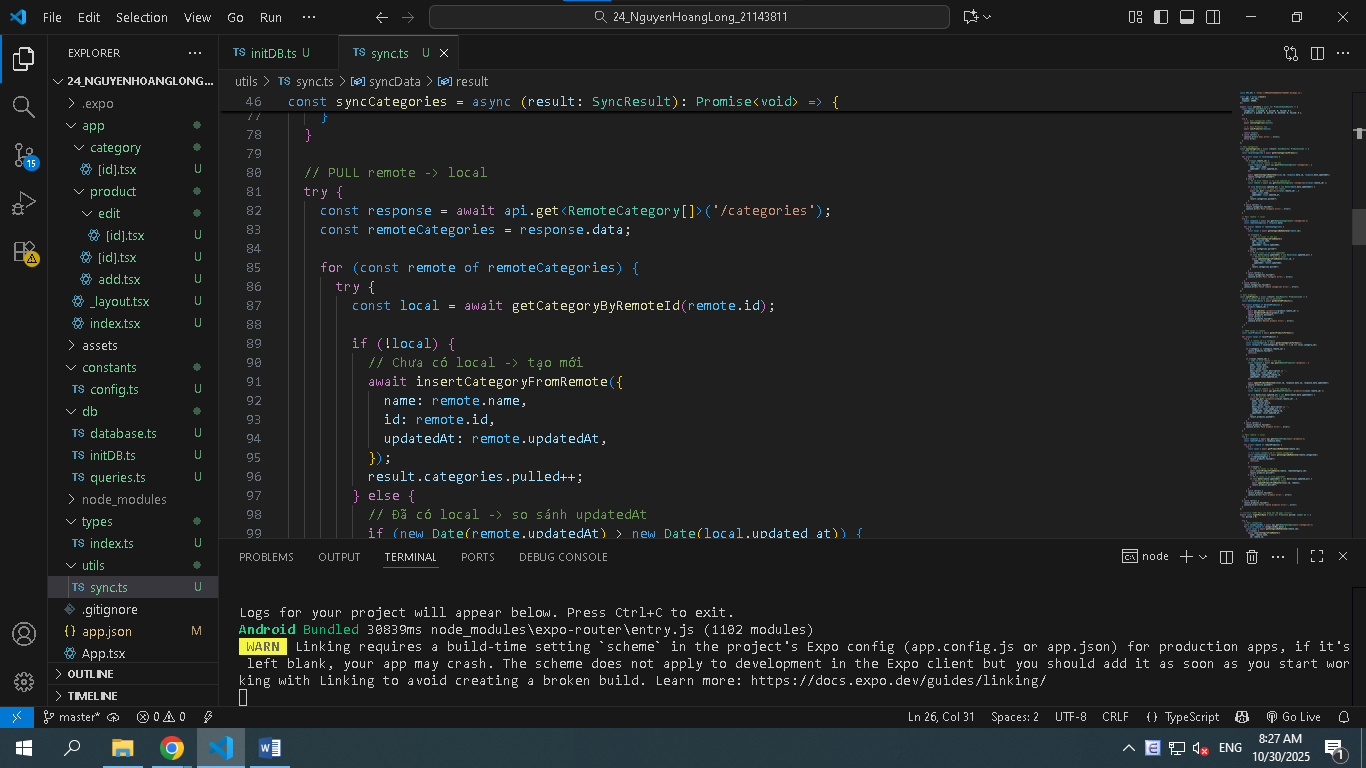 File Edit Selection View Go Run ···
24_NguyenHoangLong_21143811
EXPLORER ···
24_NGUYENHOANGLONG...
.expo
app
category
[id].tsx U
product
edit
[id].tsx U
[id].tsx U
add.tsx U
_layout.tsx U
index.tsx U
assets
constants
config.ts U
db
database.ts U
initDB.ts U
queries.ts U
node_modules
types
index.ts U
utils
TS sync.ts U
.gitignore
{} app.json M
App.tsx
OUTLINE
TIMELINE
15
TS initDB.ts U
TS sync.ts U
utils > TS sync.ts > syncData > result
46 const syncCategories = async (result: SyncResult): Promise<void> => {
77 }
78 }
79
80 // PULL remote -> local
81 try {
82 const response = await api.get<RemoteCategory[]>('/categories');
83 const remoteCategories = response.data;
84
85 for (const remote of remoteCategories) {
86 try {
87 const local = await getCategoryByRemoteId(remote.id);
88
89 if (!local) {
90 // Chưa có local -> tạo mới
91 await insertCategoryFromRemote({
92 name: remote.name,
93 id: remote.id,
94 updatedAt: remote.updatedAt,
95 });
96 result.categories.pulled++;
97 } else {
98 // Đã có local -> so sánh updatedAt
99 if (new Date(remote.updatedAt) > new Date(local.updated_at)) {
PROBLEMS OUTPUT TERMINAL PORTS DEBUG CONSOLE
node
Logs for your project will appear below. Press Ctrl+C to exit.
Android Bundled 30839ms node_modules\expo-router\entry.js (1102 modules)
WARN Linking requires a build-time setting `scheme` in the project's Expo config (app.config.js or app.json) for production apps, if it's
left blank, your app may crash. The scheme does not apply to development in the Expo client but you should add it as soon as you start wor
king with Linking to avoid creating a broken build. Learn more: https://docs.expo.dev/guides/linking/
master* 0 0
Ln 26, Col 31 Spaces: 2 UTF-8 CRLF {} TypeScript Go Live
ENG
8:27 AM
10/30/2025
1